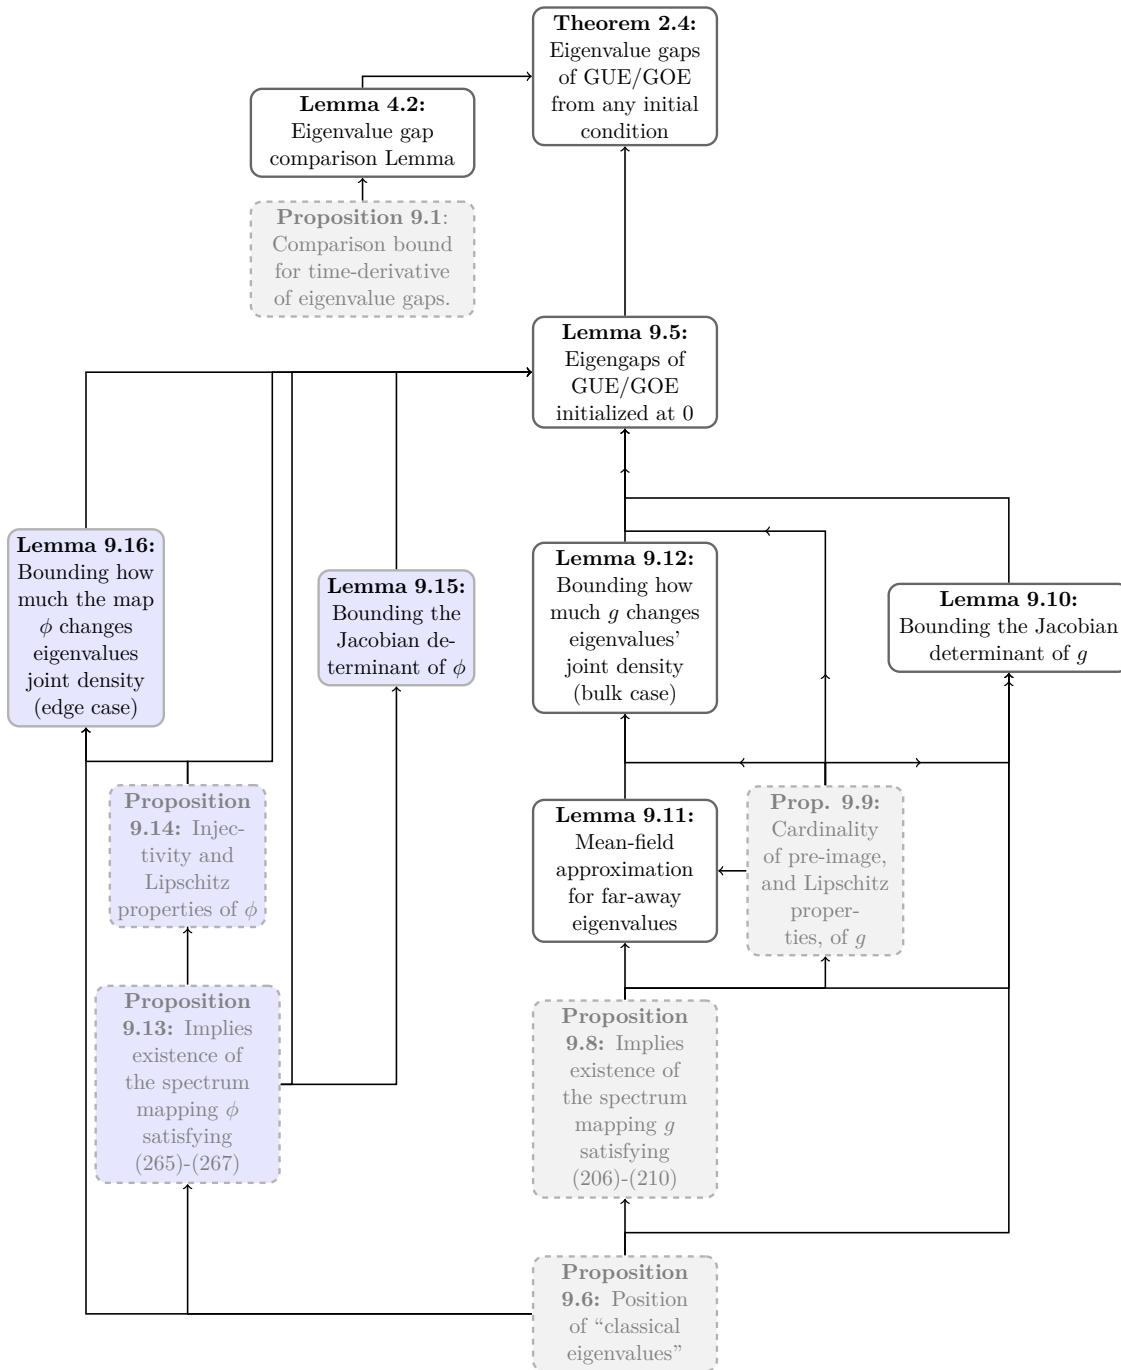 Theorem 2.4:
Eigenvalue gaps
of GUE/GOE
from any initial
condition
Lemma 4.2:
Eigenvalue gap
comparison Lemma
Proposition 9.1:
Comparison bound
for time-derivative
of eigenvalue gaps.
Lemma 9.5:
Eigengaps of
GUE/GOE
initialized at 0
Lemma 9.16:
Bounding how
much the map
ϕ changes
eigenvalues
joint density
(edge case)
Lemma 9.15:
Bounding the
Jacobian de-
terminant of ϕ
Lemma 9.12:
Bounding how
much g changes
eigenvalues'
joint density
(bulk case)
Lemma 9.10:
Bounding the Jacobian
determinant of g
Proposition
9.14: Injec-
tivity and
Lipschitz
properties of ϕ
Lemma 9.11:
Mean-field
approximation
for far-away
eigenvalues
Prop. 9.9:
Cardinality
of pre-image,
and Lipschitz
proper-
ties, of g
Proposition
9.13: Implies
existence of
the spectrum
mapping ϕ
satisfying
(265)-(267)
Proposition
9.8: Implies
existence of
the spectrum
mapping g
satisfying
(206)-(210)
Proposition
9.6: Position
of “classical
eigenvalues”